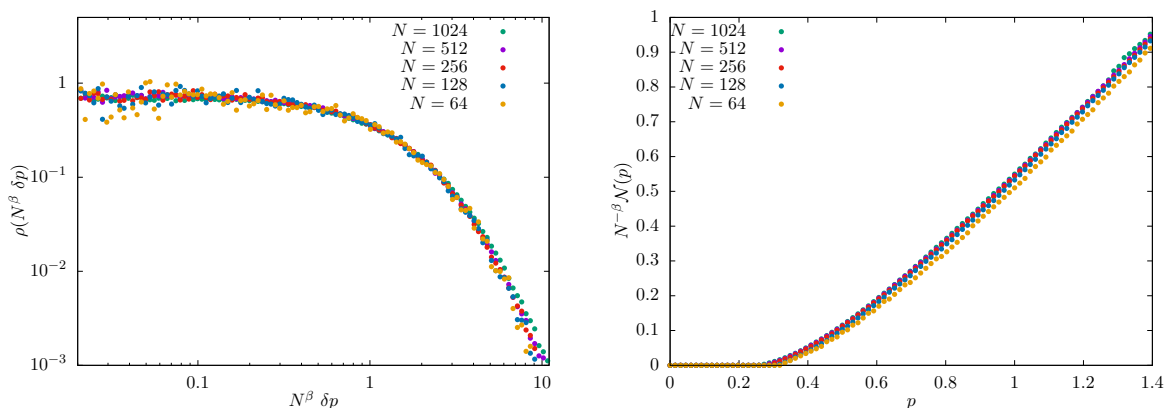 N = 1024
N = 512
N = 256
N = 128
N = 64
1
10⁻¹
10⁻²
10⁻³
0.1 1 10
ρ(N^β δp)
N^β δp
N = 1024
N = 512
N = 256
N = 128
N = 64
1
0.9
0.8
0.7
0.6
0.5
0.4
0.3
0.2
0.1
0
0 0.2 0.4 0.6 0.8 1 1.2 1.4
N^−β 𝒩(p)
p